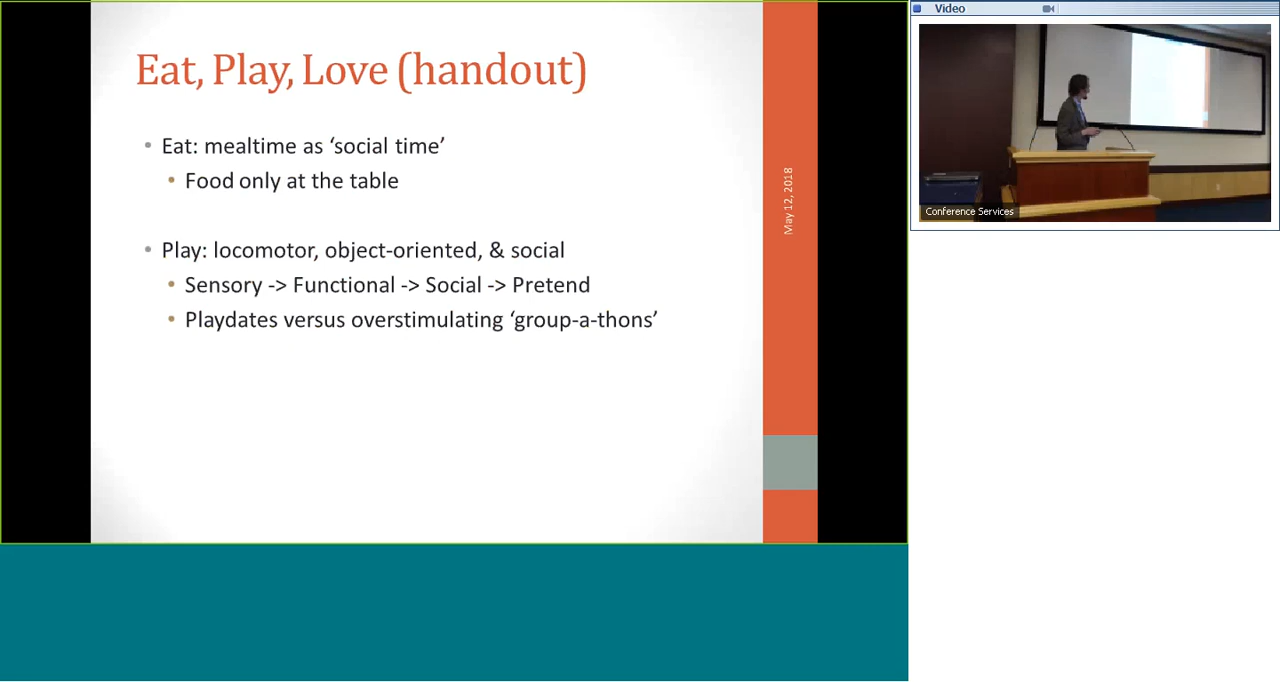 Eat, Play, Love (handout)
• Eat: mealtime as ‘social time’
• Food only at the table
• Play: locomotor, object-oriented, & social
• Sensory -> Functional -> Social -> Pretend
• Playdates versus overstimulating ‘group-a-thons’
May 12, 2018
Video
Conference Services